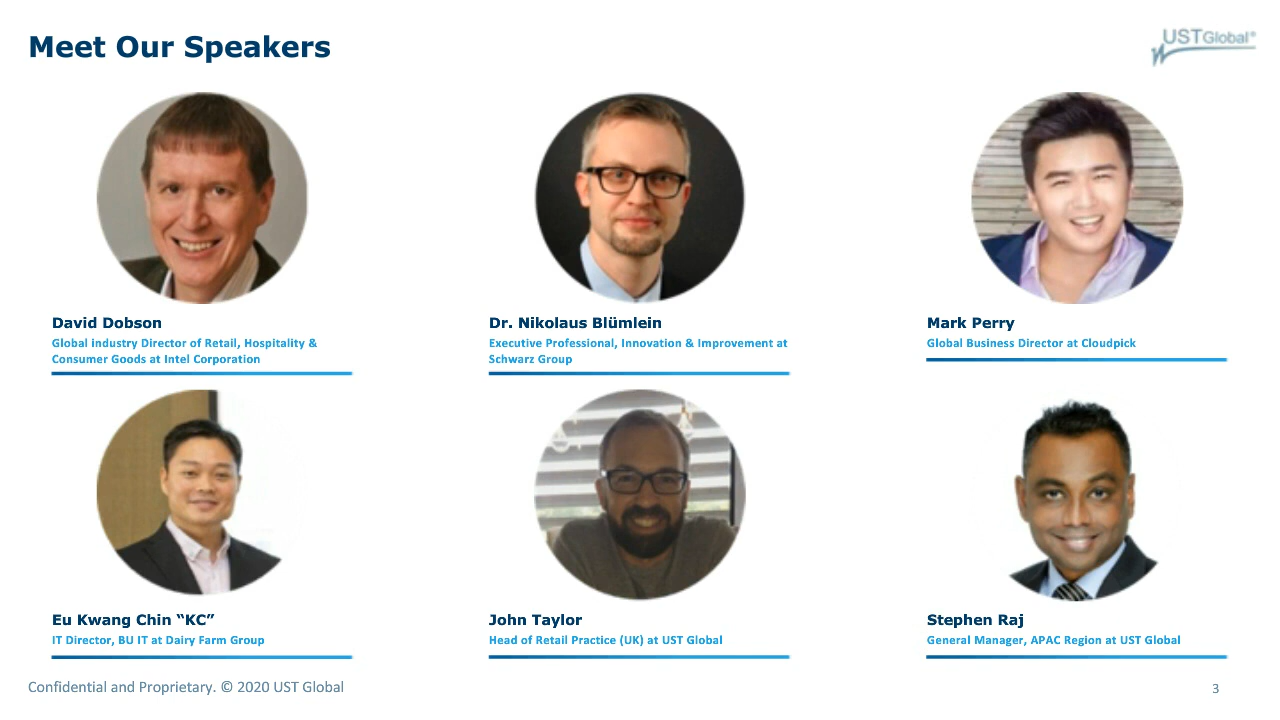 Meet Our Speakers
USTGlobal®
David Dobson
Global industry Director of Retail, Hospitality &
Consumer Goods at Intel Corporation
Dr. Nikolaus Blümlein
Executive Professional, Innovation & Improvement at
Schwarz Group
Mark Perry
Global Business Director at Cloudpick
Eu Kwang Chin “KC”
IT Director, BU IT at Dairy Farm Group
John Taylor
Head of Retail Practice (UK) at UST Global
Stephen Raj
General Manager, APAC Region at UST Global
Confidential and Proprietary. © 2020 UST Global
3